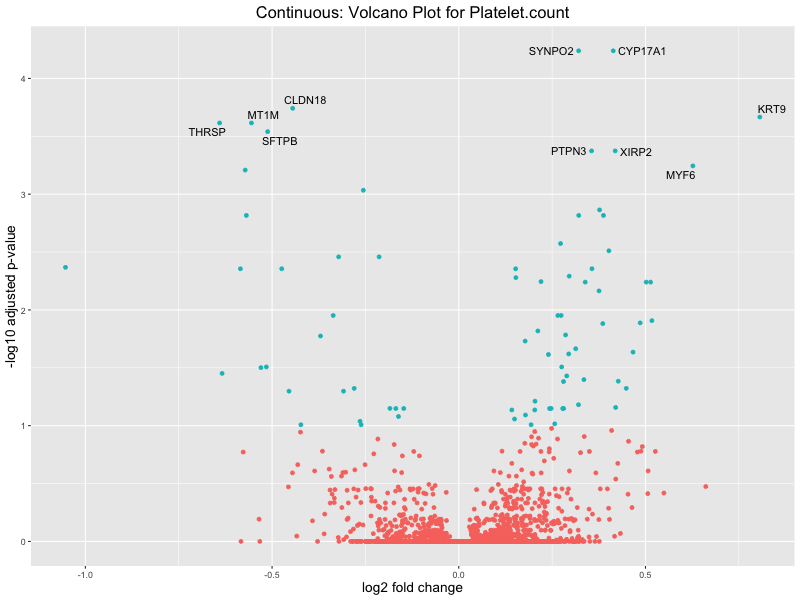 Continuous: Volcano Plot for Platelet.count
SYNPO2
CYP17A1
4
CLDN18
KRT9
MT1M
THRSP
SFTPB
PTPN3
XIRP2
MYF6
3
-log10 adjusted p-value
2
1
0
-1.0
-0.5
0.0
0.5
log2 fold change